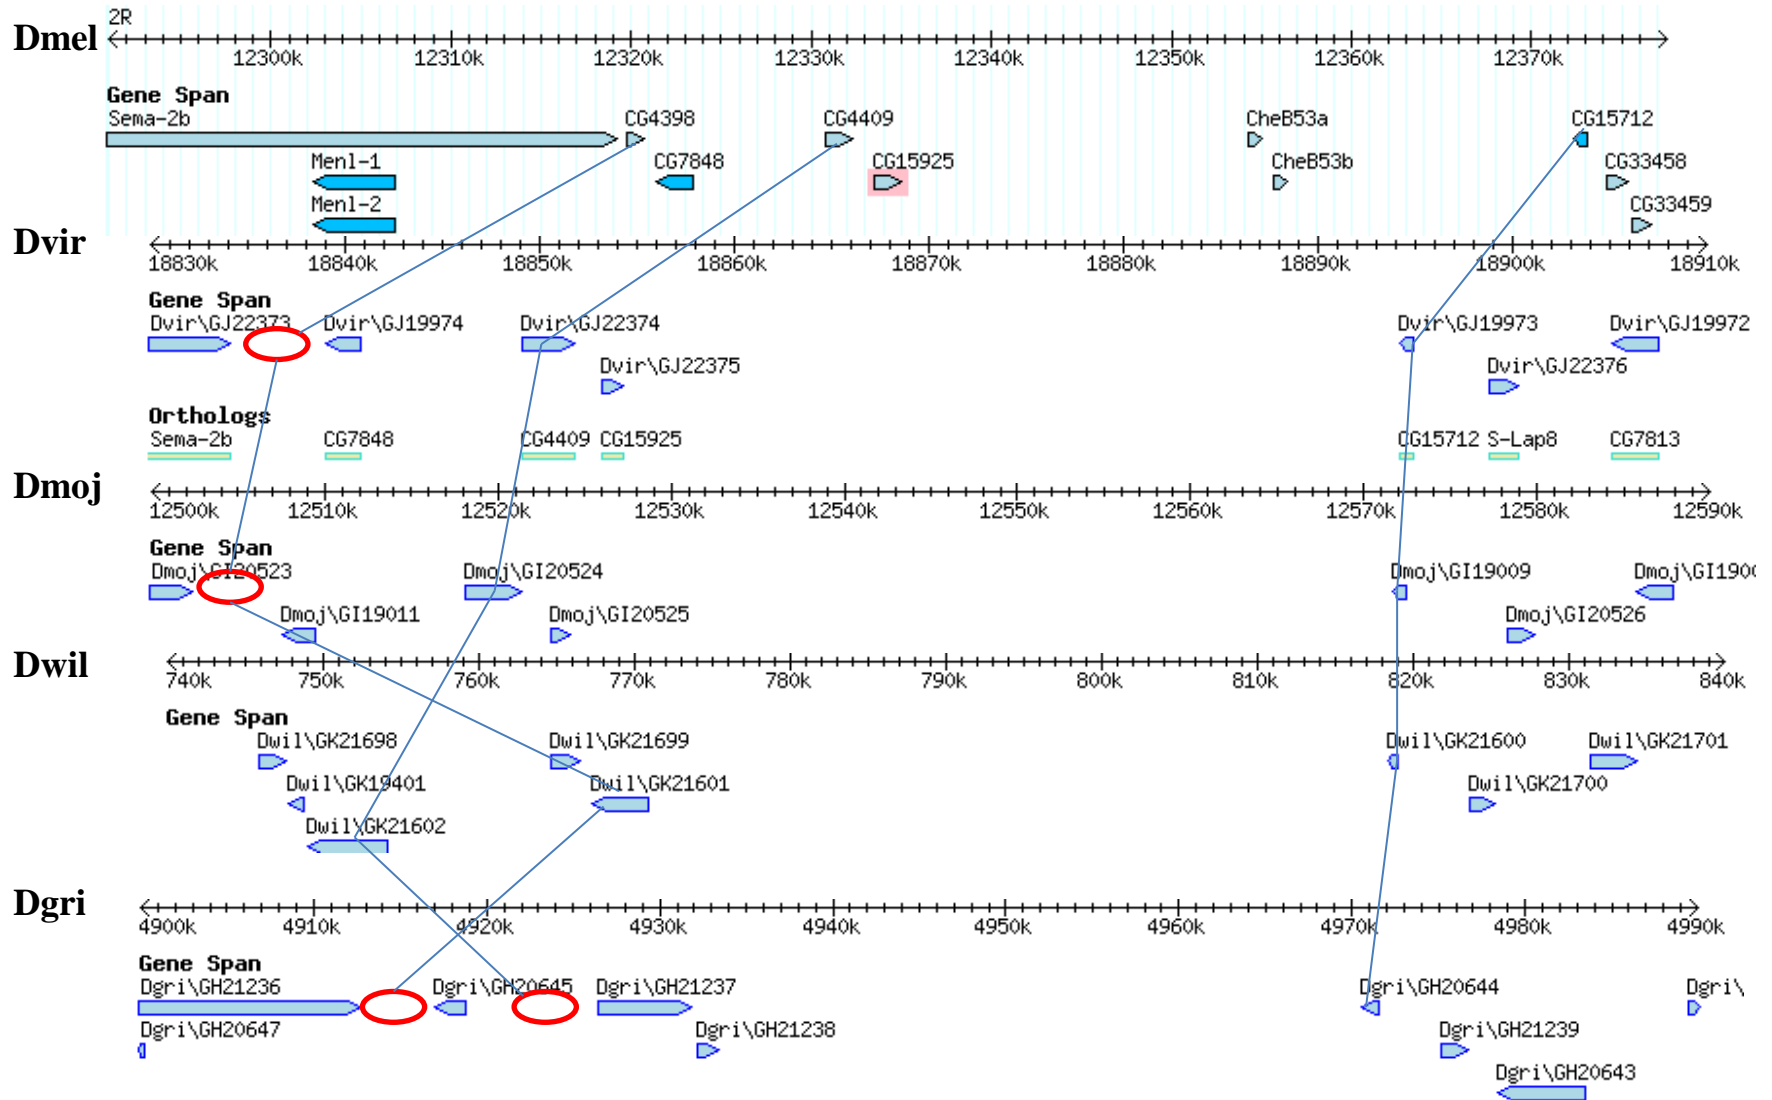 2R
Dmel
12300k 12310k 12320k 12330k 12340k 12350k 12360k 12370k
Gene Span
Sema-2b CG4398 CG4409 CheB53a CG15712
Menl-1 CG7848 CG15925 CheB53b CG33458
Menl-2 CG33459
Dvir
18830k 18840k 18850k 18860k 18870k 18880k 18890k 18900k 18910k
Gene Span
Dvir\GJ22373 Dvir\GJ19974 Dvir\GJ22374 Dvir\GJ19973 Dvir\GJ19972
Dvir\GJ22375 Dvir\GJ22376
Orthologs
Sema-2b CG7848 CG4409 CG15925 CG15712 S-Lap8 CG7813
Dmoj
12500k 12510k 12520k 12530k 12540k 12550k 12560k 12570k 12580k 12590k
Gene Span
Dmoj\GI20523 Dmoj\GI20524 Dmoj\GI19009 Dmoj\GI190
Dmoj\GI19011 Dmoj\GI20525 Dmoj\GI20526
Dwil
740k 750k 760k 770k 780k 790k 800k 810k 820k 830k 840k
Gene Span
Dwil\GK21698 Dwil\GK21699 Dwil\GK21600 Dwil\GK21701
Dwil\GK19401 Dwil\GK21601 Dwil\GK21700
Dwil\GK21602
Dgri
4900k 4910k 4920k 4930k 4940k 4950k 4960k 4970k 4980k 4990k
Gene Span
Dgri\GH21236 Dgri\GH20645 Dgri\GH21237 Dgri\GH20644 Dgri\
Dgri\GH20647 Dgri\GH21238 Dgri\GH21239
Dgri\GH20643